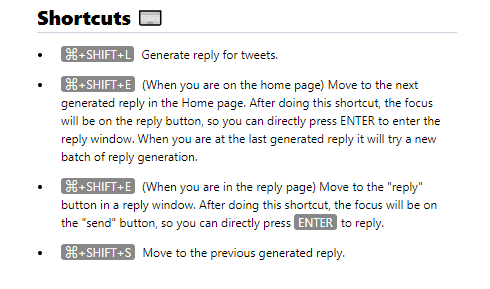 Shortcuts ⌨
• ⌘+SHIFT+L Generate reply for tweets.
• ⌘+SHIFT+E (When you are on the home page) Move to the next
generated reply in the Home page. After doing this shortcut, the focus
will be on the reply button, so you can directly press ENTER to enter the
reply window. When you are at the last generated reply it will try a new
batch of reply generation.
• ⌘+SHIFT+E (When you are in the reply page) Move to the "reply"
button in a reply window. After doing this shortcut, the focus will be on
the "send" button, so you can directly press ENTER to reply.
• ⌘+SHIFT+S Move to the previous generated reply.